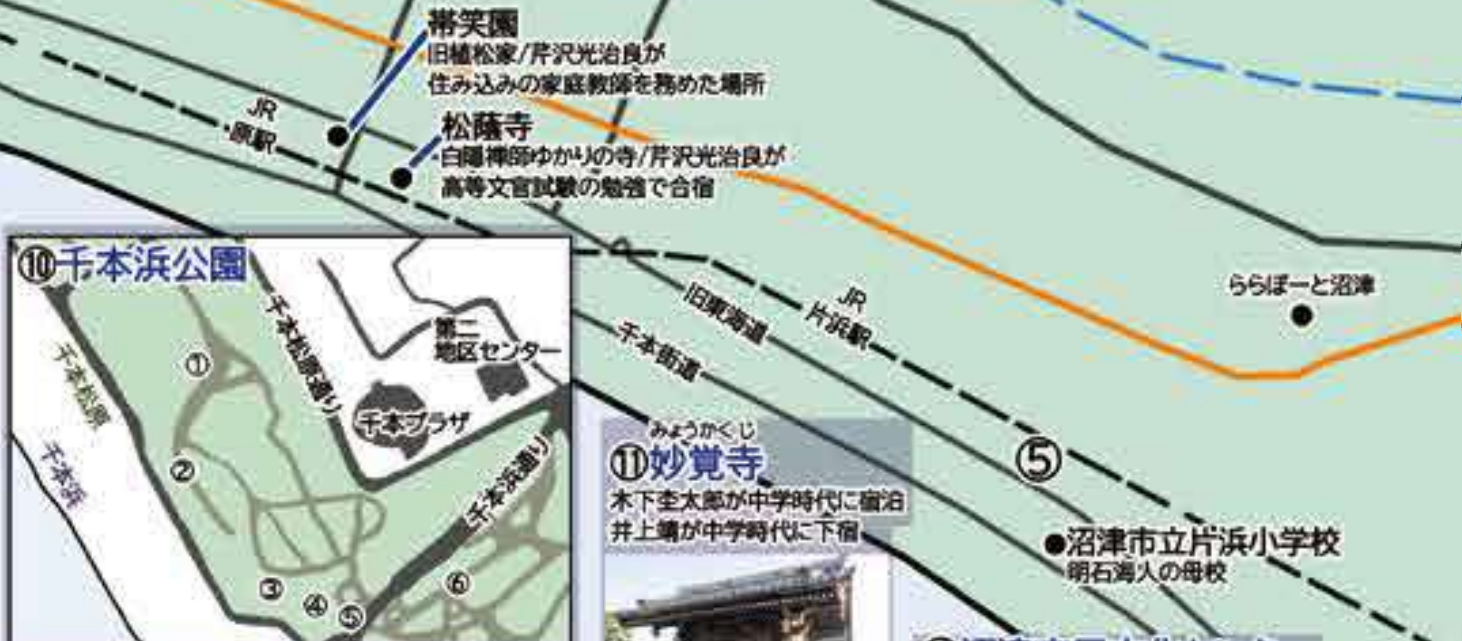 帯笑園
旧植松家/芹沢光治良が
住み込みの家庭教師を務めた場所
JR
原駅
松蔭寺
白隠禅師ゆかりの寺/芹沢光治良が
高等文官試験の勉強で合宿
⑩千本浜公園
千本松原通り
第二
地区センター
千本プラザ
千本松原
千本浜
千本浜通り
①
②
③
④
⑤
⑥
旧東海道
千本街道
JR
片浜駅
ららぽーと沼津
⑤
みょうかくじ
⑪妙覚寺
木下杢太郎が中学時代に宿泊
井上靖が中学時代に下宿
沼津市立片浜小学校
明石海人の母校